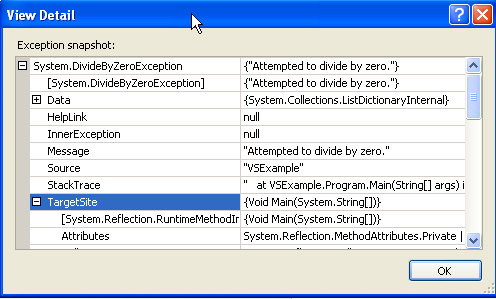 View Detail
Exception snapshot:
System.DivideByZeroException {"Attempted to divide by zero."}
[System.DivideByZeroException] {"Attempted to divide by zero."}
Data {System.Collections.ListDictionaryInternal}
HelpLink null
InnerException null
Message "Attempted to divide by zero."
Source "VSExample"
StackTrace "   at VSExample.Program.Main(String[] args) i
TargetSite {Void Main(System.String[])}
[System.Reflection.RuntimeMethodIr {Void Main(System.String[])}
Attributes System.Reflection.MethodAttributes.Private |
OK